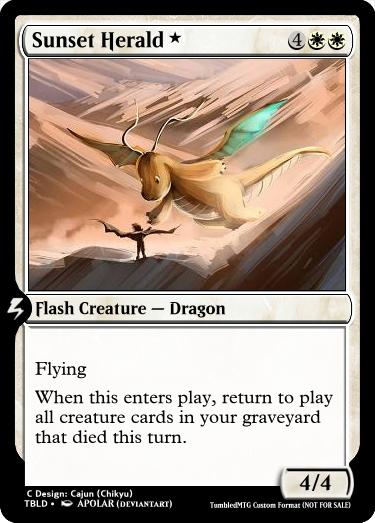 Sunset Herald ★ 4
Flash Creature — Dragon
Flying
When this enters play, return to play
all creature cards in your graveyard
that died this turn.
4/4
C Design: Cajun (Chikyu)
TBLD • APOLAR (DEVIANTART)
TumbledMTG Custom Format (NOT FOR SALE)